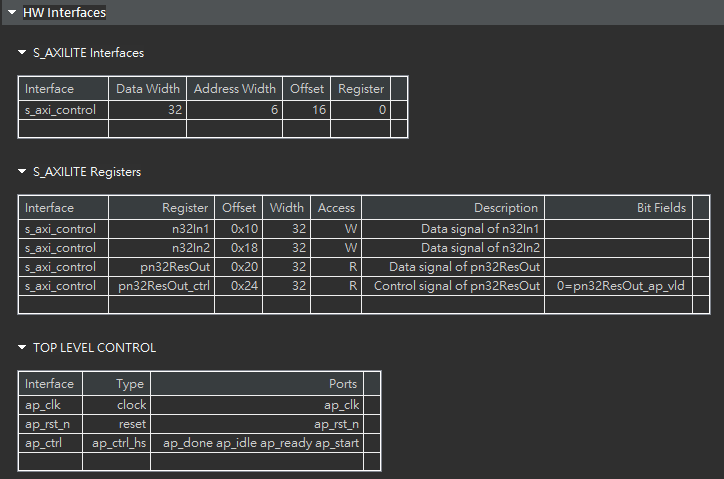 HW Interfaces
S_AXILITE Interfaces
Interface Data Width Address Width Offset Register
s_axi_control 32 6 16 0
S_AXILITE Registers
Interface Register Offset Width Access Description Bit Fields
s_axi_control n32In1 0x10 32 W Data signal of n32In1
s_axi_control n32In2 0x18 32 W Data signal of n32In2
s_axi_control pn32ResOut 0x20 32 R Data signal of pn32ResOut
s_axi_control pn32ResOut_ctrl 0x24 32 R Control signal of pn32ResOut 0=pn32ResOut_ap_vld
TOP LEVEL CONTROL
Interface Type Ports
ap_clk clock ap_clk
ap_rst_n reset ap_rst_n
ap_ctrl ap_ctrl_hs ap_done ap_idle ap_ready ap_start